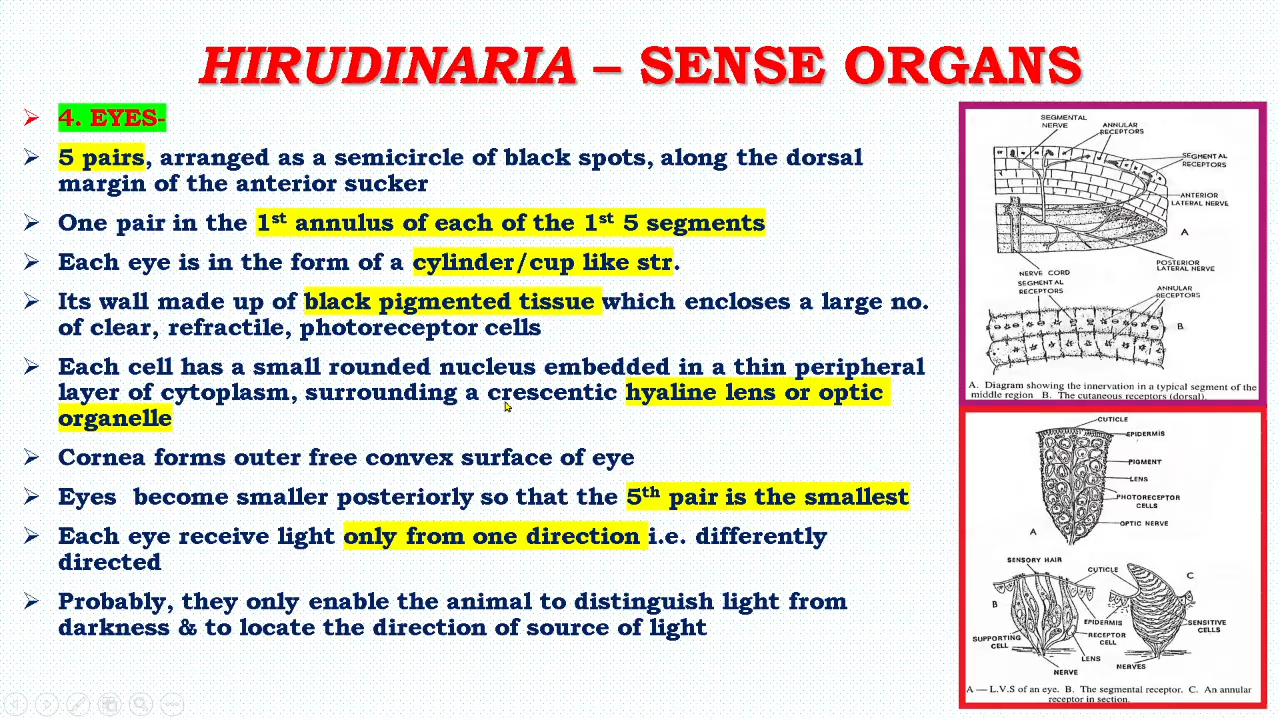 HIRUDINARIA – SENSE ORGANS
4. EYES-
5 pairs, arranged as a semicircle of black spots, along the dorsal
margin of the anterior sucker
One pair in the 1st annulus of each of the 1st 5 segments
Each eye is in the form of a cylinder/cup like str.
Its wall made up of black pigmented tissue which encloses a large no.
of clear, refractile, photoreceptor cells
Each cell has a small rounded nucleus embedded in a thin peripheral
layer of cytoplasm, surrounding a crescentic hyaline lens or optic
organelle
Cornea forms outer free convex surface of eye
Eyes become smaller posteriorly so that the 5th pair is the smallest
Each eye receive light only from one direction i.e. differently
directed
Probably, they only enable the animal to distinguish light from
darkness & to locate the direction of source of light
SEGMENTAL
NERVE
ANNULAR
RECEPTORS
SEGMENTAL
RECEPTORS
ANTERIOR
LATERAL NERVE
A
POSTERIOR
LATERAL NERVE
NERVE CORD
SEGMENTAL
RECEPTORS
ANNULAR
RECEPTORS
B
A. Diagram showing the innervation in a typical segment of the
middle region B. The cutaneous receptors (dorsal).
CUTICLE
EPIDERMIS
PIGMENT
LENS
PHOTORECEPTOR
CELLS
OPTIC NERVE
A
SENSORY HAIR
CUTICLE
C
B
EPIDERMIS
SUPPORTING
CELL
RECEPTOR
CELL
SENSITIVE
CELLS
LENS
NERVE
NERVES
A — L.V.S of an eye. B. The segmental receptor. C. An annular
receptor in section.